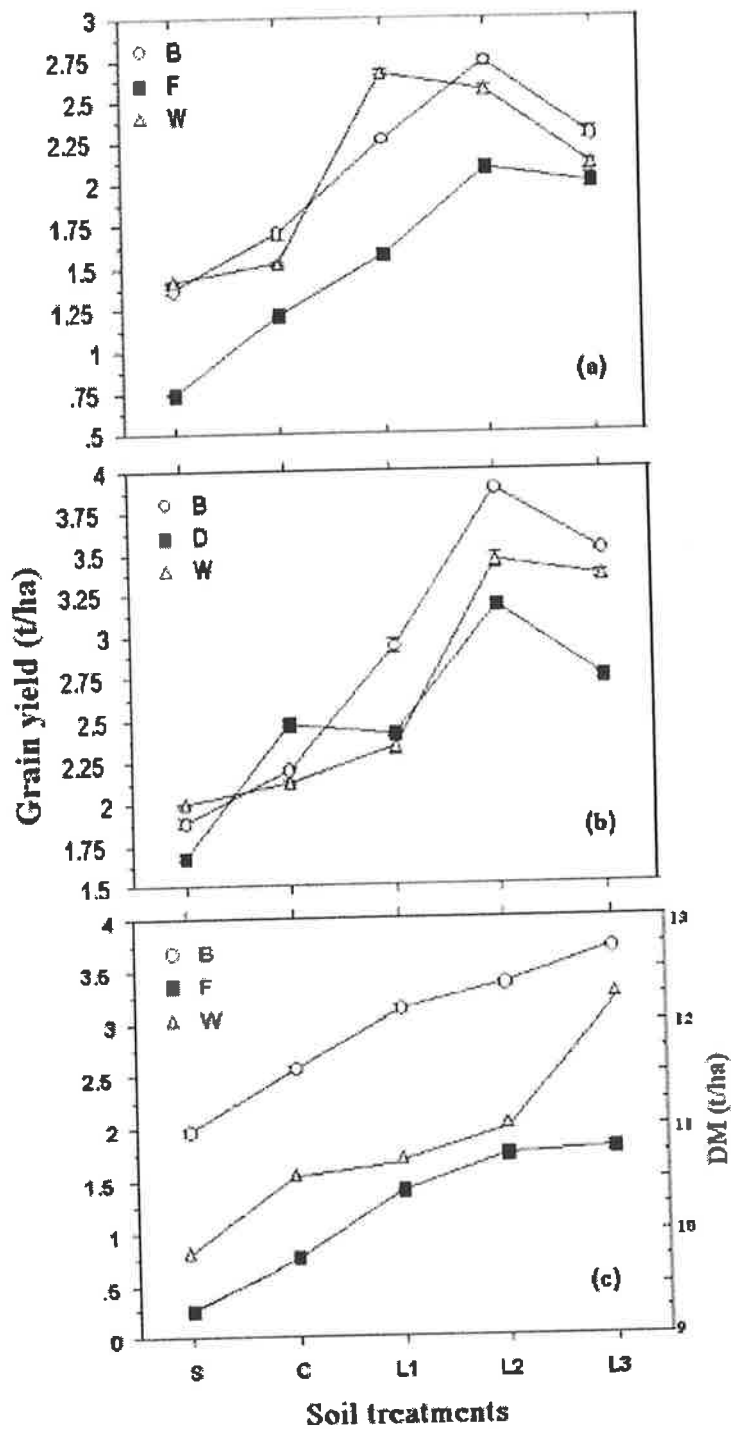 3
2.75
2.5
2.25
2
1.75
1.5
1.25
1
.75
.5
B
F
W
(a)
4
3.75
3.5
3.25
3
2.75
2.5
2.25
2
1.75
1.5
B
D
W
(b)
Grain yield (t/ha)
4
3.5
3
2.5
2
1.5
1
.5
0
B
F
W
(c)
13
12
11
10
9
DM (t/ha)
S C L1 L2 L3
Soil treatments